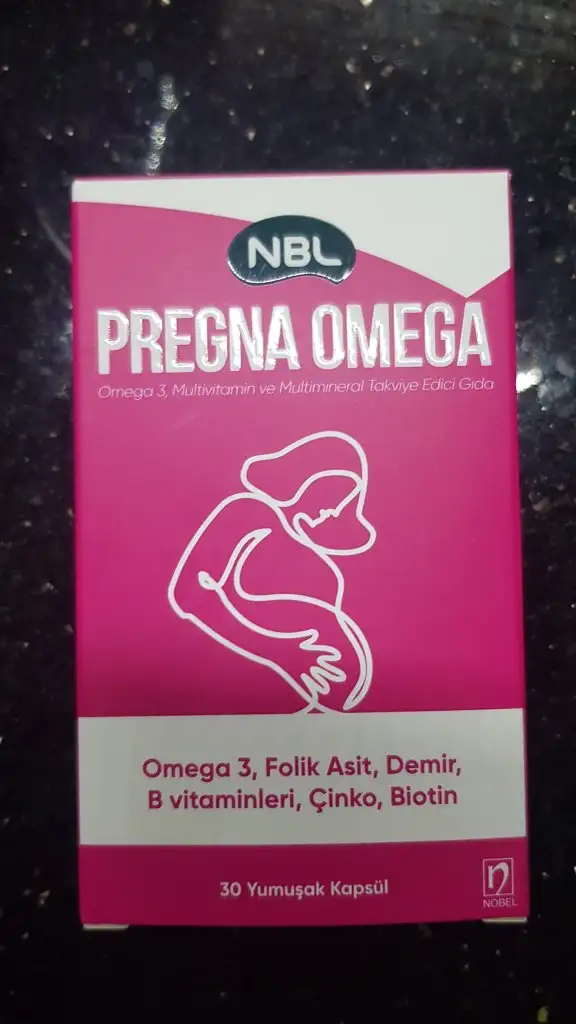 NBL
PREGNA OMEGA
Omega 3, Multivitamin ve Multimineral Takviye Edici Gıda
Omega 3, Folik Asit, Demir,
B vitaminleri, Çinko, Biotin
30 Yumuşak Kapsül
n
NOBEL